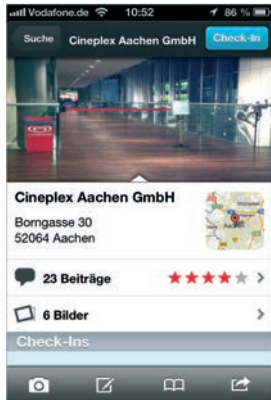 Vodafone.de 10:52 86 %
Suche Cineplex Aachen GmbH Check-In
Cineplex Aachen GmbH
Borngasse 30
52064 Aachen
Aachen
23 Beiträge
6 Bilder
Check-Ins